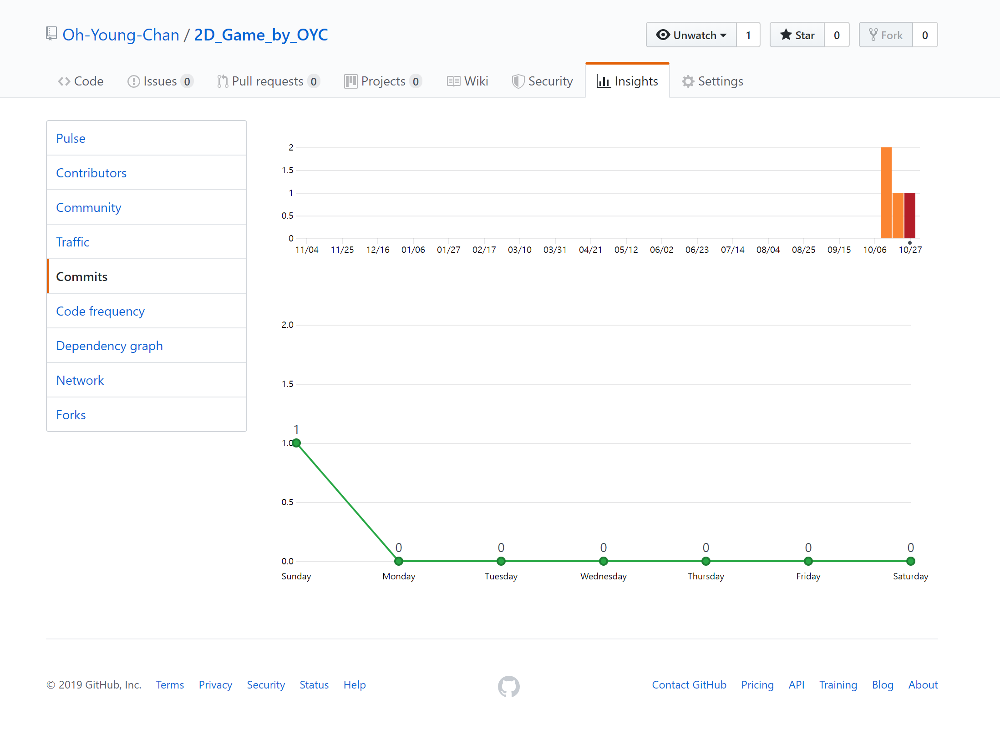 Oh-Young-Chan / 2D_Game_by_OYC
Unwatch 1 Star 0 Fork 0
Code Issues 0 Pull requests 0 Projects 0 Wiki Security Insights Settings
Pulse
Contributors
Community
Traffic
Commits
Code frequency
Dependency graph
Network
Forks
2
1.5
1
0.5
0
11/04 11/25 12/16 01/06 01/27 02/17 03/10 03/31 04/21 05/12 06/02 06/23 07/14 08/04 08/25 09/15 10/06 10/27
2.0
1.5
1
1.0
0.5
0 0 0 0 0 0
0.0
Sunday Monday Tuesday Wednesday Thursday Friday Saturday
© 2019 GitHub, Inc. Terms Privacy Security Status Help Contact GitHub Pricing API Training Blog About